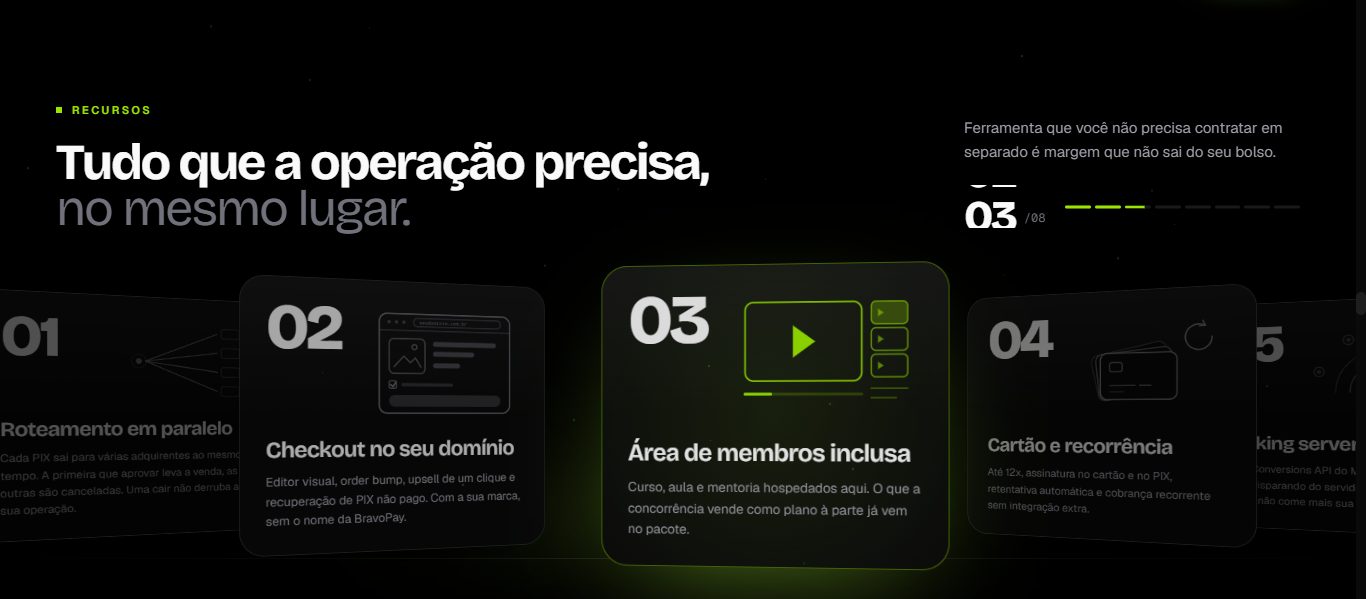 RECURSOS
Tudo que a operação precisa,
no mesmo lugar.
Ferramenta que você não precisa contratar em
separado é margem que não sai do seu bolso.
03 /08
01
Roteamento em paralelo
Cada PIX sai para várias adquirentes ao mesmo
tempo. A primeira que aprovar leva a venda, as
outras são canceladas. Uma cair não derruba a
sua operação.
02
Checkout no seu domínio
Editor visual, order bump, upsell de um clique e
recuperação de PIX não pago. Com a sua marca,
sem o nome da BravoPay.
03
Área de membros inclusa
Curso, aula e mentoria hospedados aqui. O que a
concorrência vende como plano à parte já vem
no pacote.
04
Cartão e recorrência
Até 12x, assinatura no cartão e no PIX,
retentativa automática e cobrança recorrente
sem integração extra.
5
king server
Conversions API do M
isparando do servid
não come mais sua